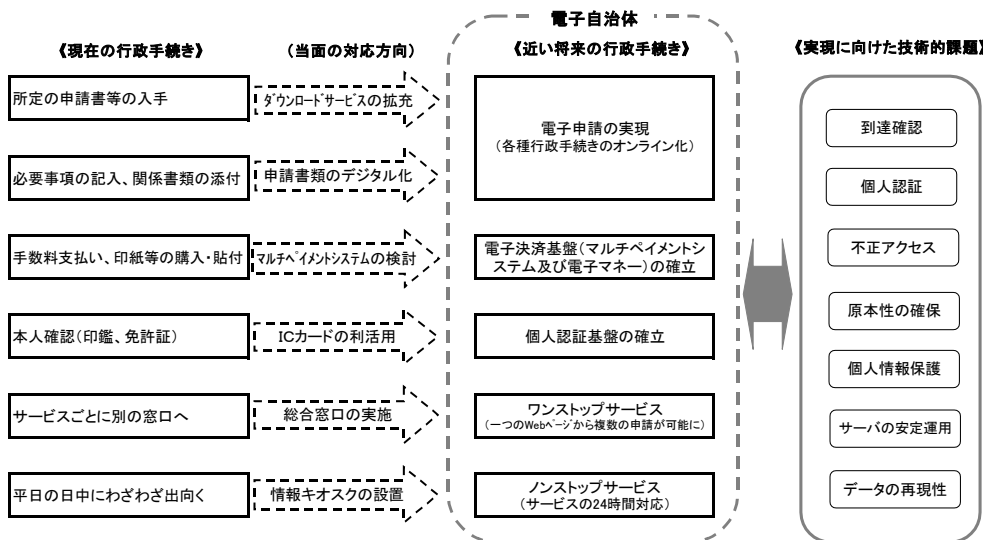 電子自治体
《現在の行政手続き》
(当面の対応方向)
《近い将来の行政手続き》
《実現に向けた技術的課題》
所定の申請書等の入手
ダウンロードサービスの拡充
電子申請の実現
(各種行政手続きのオンライン化)
必要事項の記入、関係書類の添付
申請書類のデジタル化
手数料支払い、印紙等の購入・貼付
マルチペイメントシステムの検討
電子決済基盤(マルチペイメントシ
ステム及び電子マネー)の確立
本人確認(印鑑、免許証)
ICカードの利活用
個人認証基盤の確立
サービスごとに別の窓口へ
総合窓口の実施
ワンストップサービス
(一つのWebページから複数の申請が可能に)
平日の日中にわざわざ出向く
情報キオスクの設置
ノンストップサービス
(サービスの24時間対応)
到達確認
個人認証
不正アクセス
原本性の確保
個人情報保護
サーバの安定運用
データの再現性